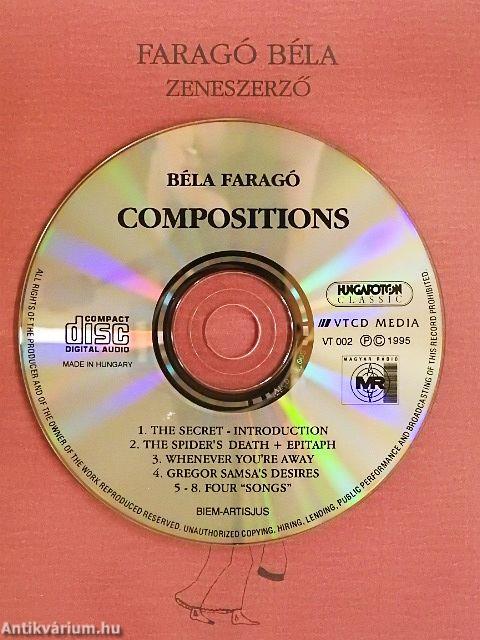 FARAGÓ BÉLA
ZENESZERZŐ
BÉLA FARAGÓ
COMPOSITIONS
HUNGAROTON
CLASSIC
COMPACT
disc
DIGITAL AUDIO
MADE IN HUNGARY
VTCD MEDIA
VT 002 Ⓟ © 1995
MAGYAR RÁDIÓ
MR
1. THE SECRET - INTRODUCTION
2. THE SPIDER'S DEATH + EPITAPH
3. WHENEVER YOU'RE AWAY
4. GREGOR SAMSA'S DESIRES
5 - 8. FOUR "SONGS"
BIEM-ARTISJUS
ALL RIGHTS OF THE PRODUCER AND OF THE OWNER OF THE WORK REPRODUCED RESERVED, UNAUTHORIZED COPYING, HIRING, LENDING, PUBLIC PERFORMANCE AND BROADCASTING OF THIS RECORD PROHIBITED
Antikvárium.hu